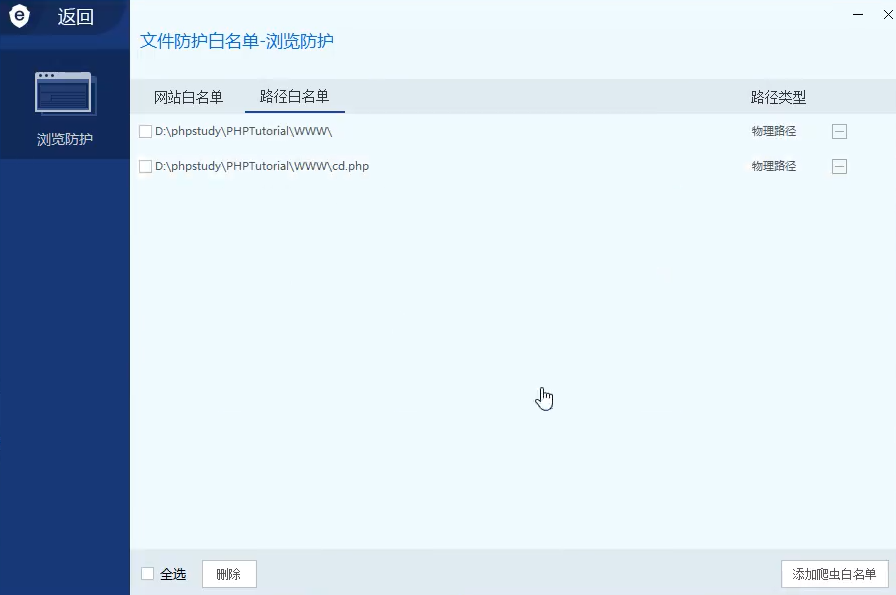 返回
文件防护白名单-浏览防护
浏览防护
网站白名单 路径白名单 路径类型
D:\phpstudy\PHPTutorial\WWW\ 物理路径
D:\phpstudy\PHPTutorial\WWW\cd.php 物理路径
全选 删除 添加爬虫白名单